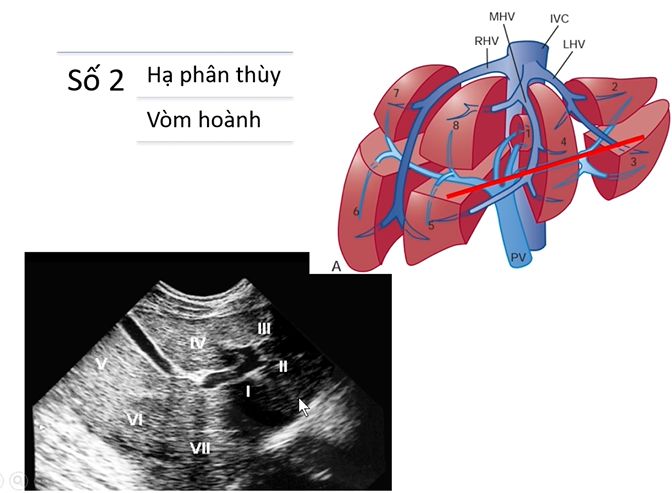 Số 2
Hạ phân thùy
Vòm hoành
MHV
IVC
RHV
LHV
7
2
8
1
4
3
6
5
A
PV
III
IV
V
II
I
VI
VII